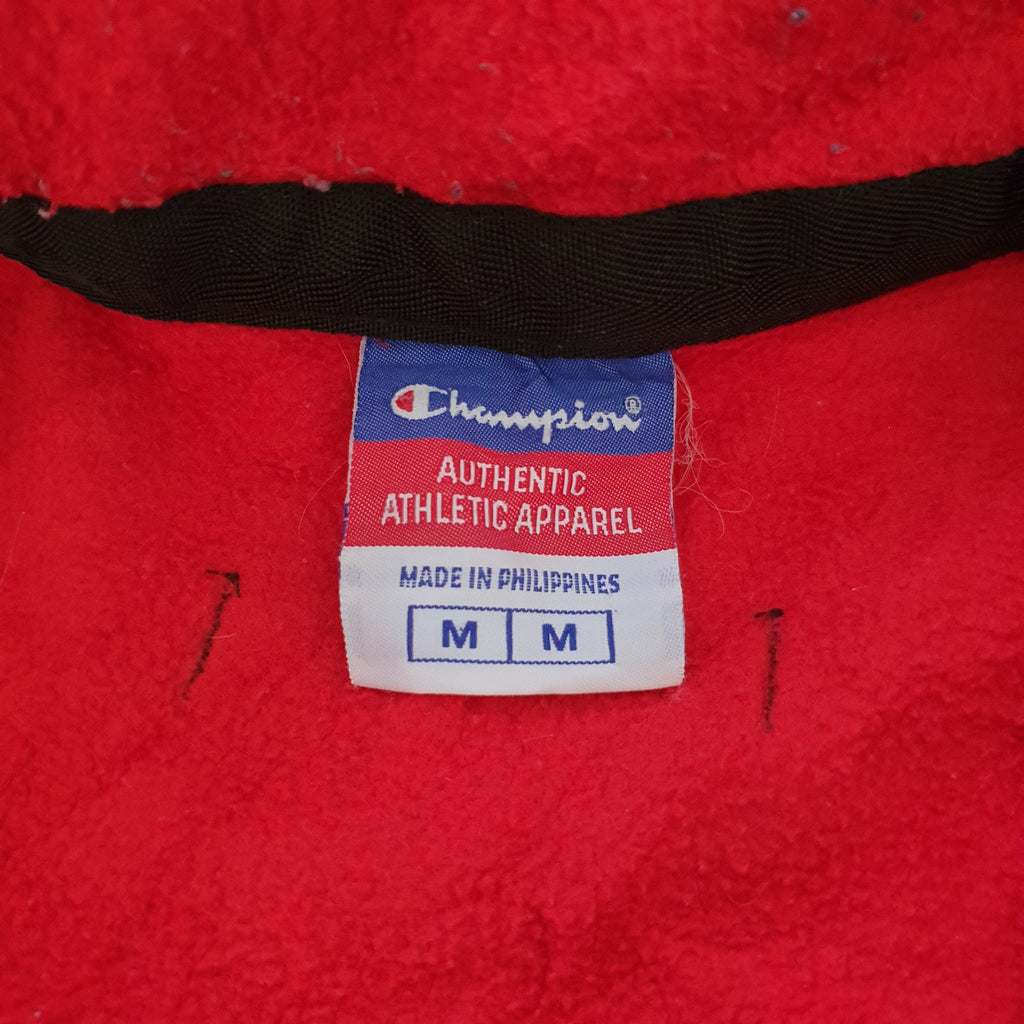 Champion®
AUTHENTIC
ATHLETIC APPAREL
MADE IN PHILIPPINES
M M